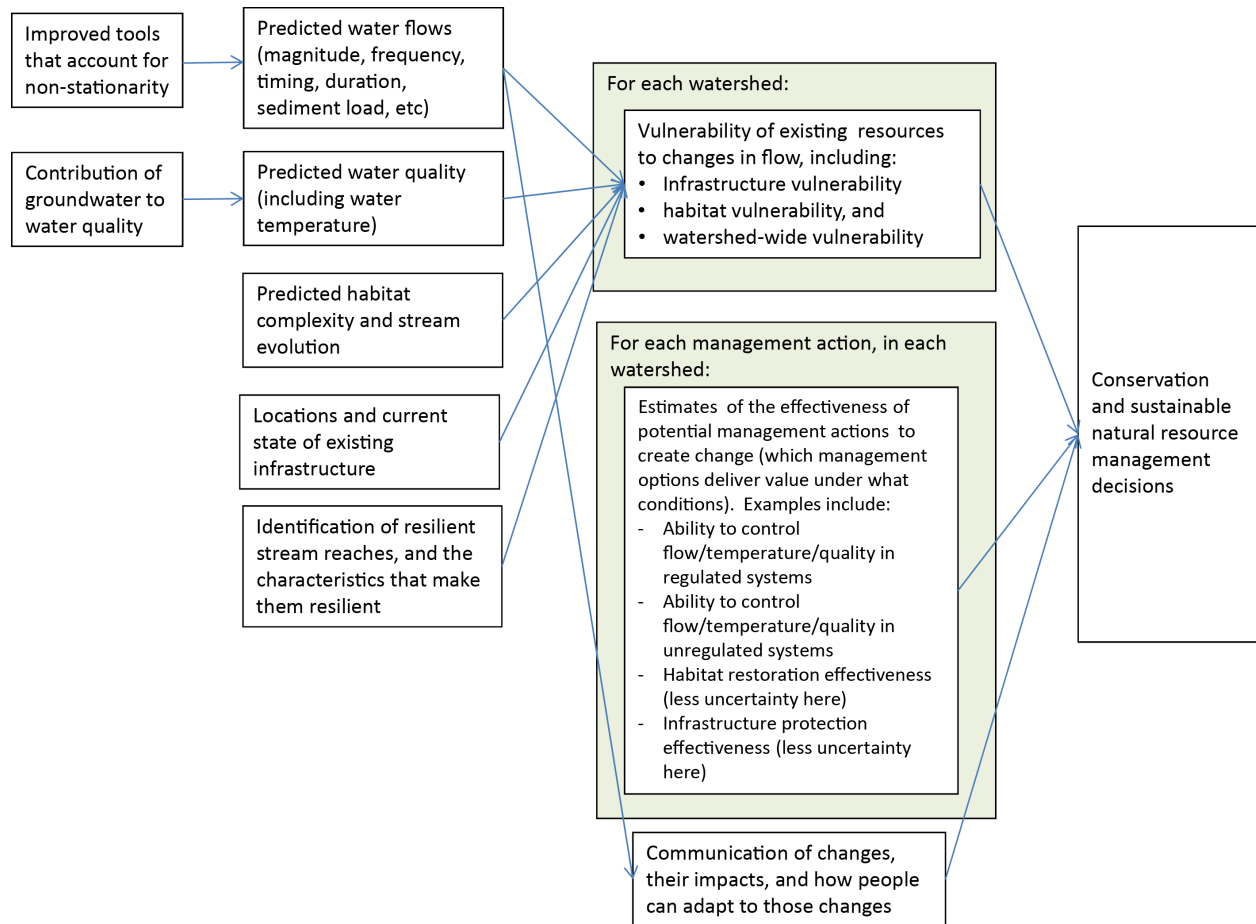 Improved tools
that account for
non-stationarity
Contribution of
groundwater to
water quality
Predicted water flows
(magnitude, frequency,
timing, duration,
sediment load, etc)
Predicted water quality
(including water
temperature)
Predicted habitat
complexity and stream
evolution
Locations and current
state of existing
infrastructure
Identification of resilient
stream reaches, and the
characteristics that make
them resilient
For each watershed:
Vulnerability of existing resources
to changes in flow, including:
• Infrastructure vulnerability
• habitat vulnerability, and
• watershed-wide vulnerability
For each management action, in each
watershed:
Estimates of the effectiveness of
potential management actions to
create change (which management
options deliver value under what
conditions). Examples include:
- Ability to control
flow/temperature/quality in
regulated systems
- Ability to control
flow/temperature/quality in
unregulated systems
- Habitat restoration effectiveness
(less uncertainty here)
- Infrastructure protection
effectiveness (less uncertainty
here)
Communication of changes,
their impacts, and how people
can adapt to those changes
Conservation
and sustainable
natural resource
management
decisions